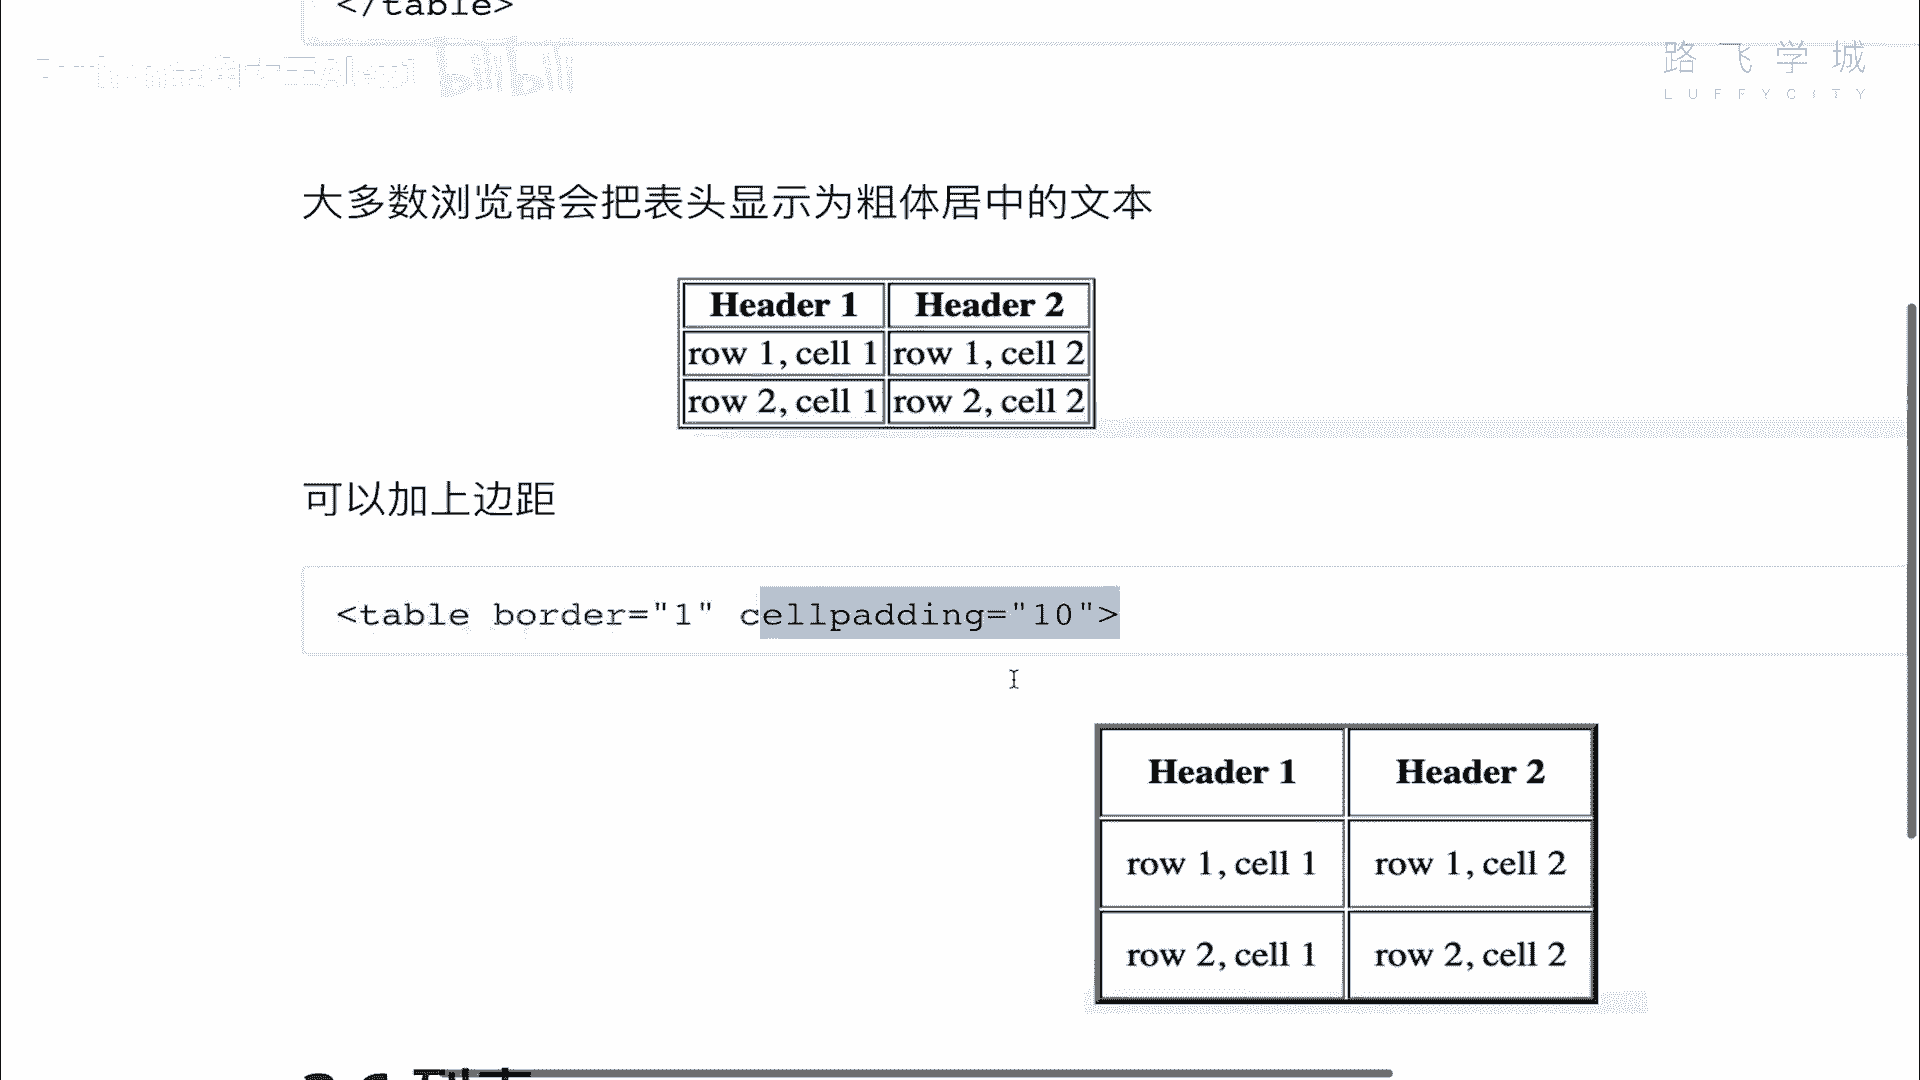 </table>
bilibili
路飞学城
LUFFYCITY
大多数浏览器会把表头显示为粗体居中的文本
Header 1 Header 2
row 1, cell 1 row 1, cell 2
row 2, cell 1 row 2, cell 2
可以加上边距
<table border="1" cellpadding="10">
Header 1 Header 2
row 1, cell 1 row 1, cell 2
row 2, cell 1 row 2, cell 2